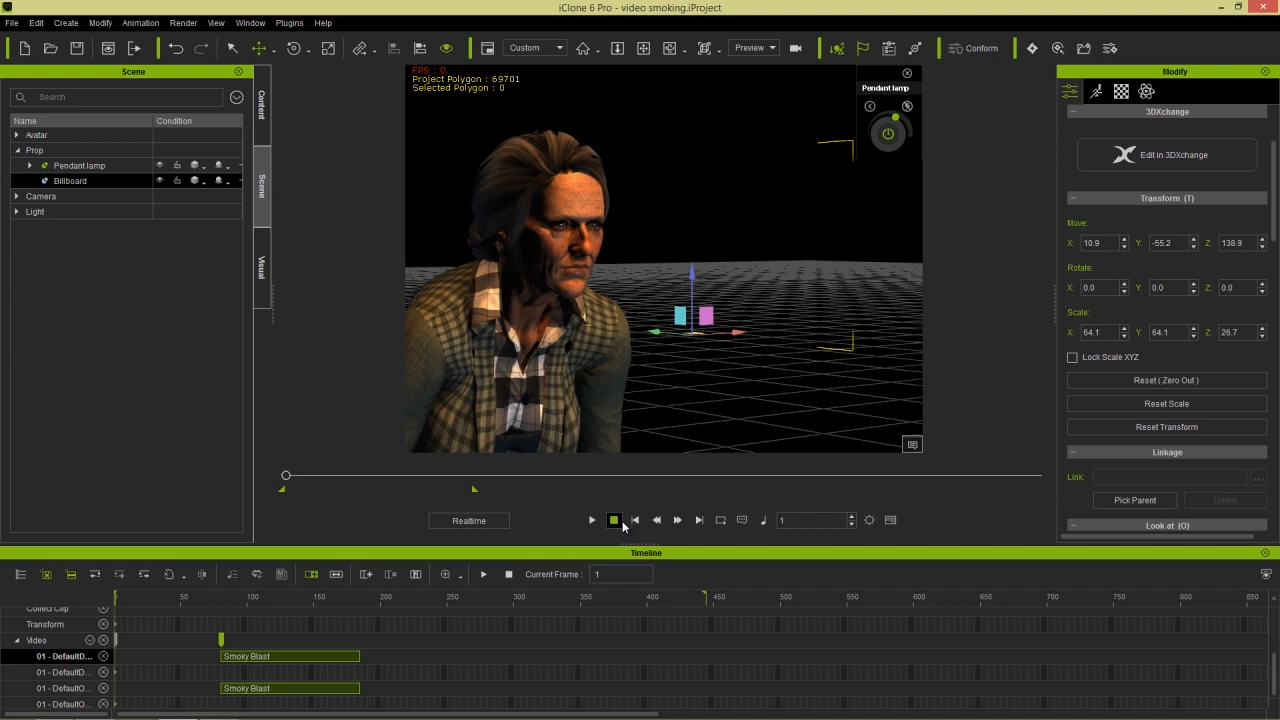 iClone 6 Pro - video smoking.iProject
File Edit Create Modify Animation Render View Window Plugins Help
Custom Preview Conform
Scene
Search
Name Condition
Avatar
Prop
Pendant lamp
Billboard
Camera
Light
Content
Scene
Visual
FPS : 0
Project Polygon : 69701
Selected Polygon : 0
Pendant lamp
Modify
3DXchange
Edit in 3DXchange
Transform (T)
Move:
X: 10.9 Y: -55.2 Z: 138.9
Rotate:
X: 0.0 Y: 0.0 Z: 0.0
Scale:
X: 64.1 Y: 64.1 Z: 26.7
Lock Scale XYZ
Reset ( Zero Out )
Reset Scale
Reset Transform
Linkage
Link:
Pick Parent Unlink
Look at (O)
Realtime 1
Timeline
Current Frame : 1
50 100 150 200 250 300 350 400 450 500 550 600 650 700 750 800 850
Collect Clip
Transform
Video
01 - DefaultD... Smoky Blast
01 - DefaultD...
01 - DefaultO... Smoky Blast
01 - DefaultO...